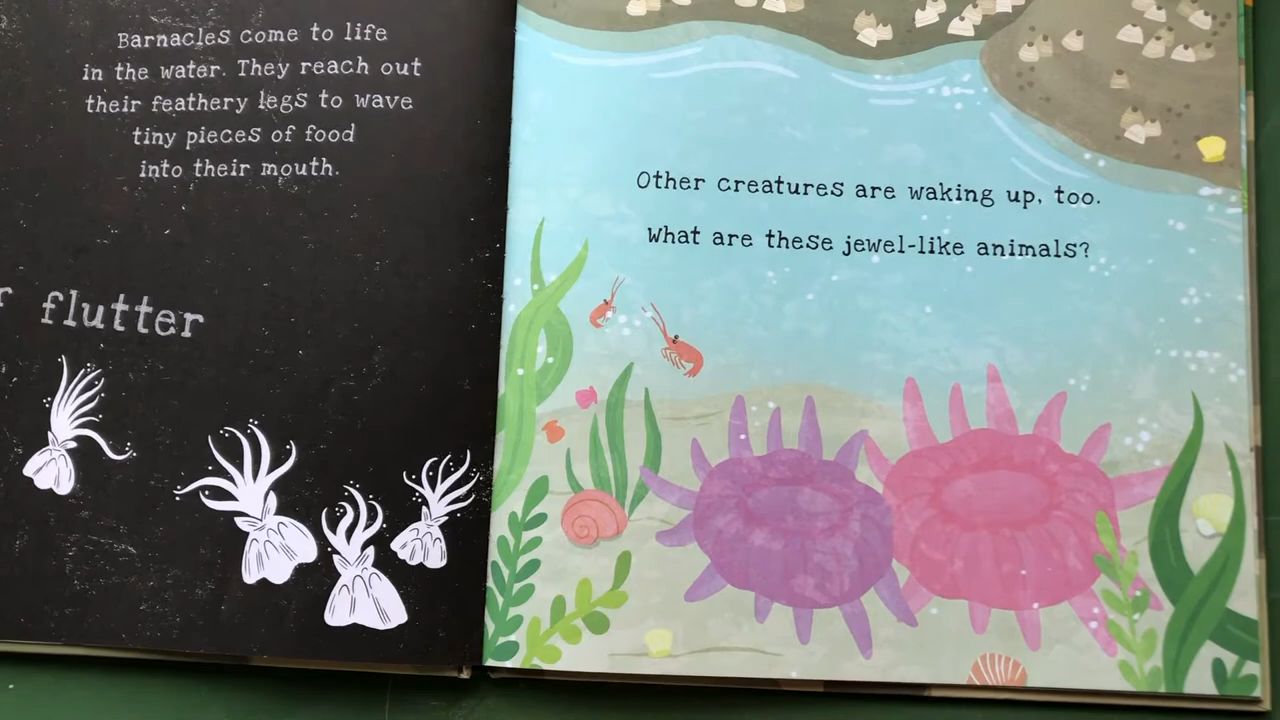 Barnacles come to life
in the water. They reach out
their feathery legs to wave
tiny pieces of food
into their mouth.
flutter
Other creatures are waking up, too.
What are these jewel-like animals?